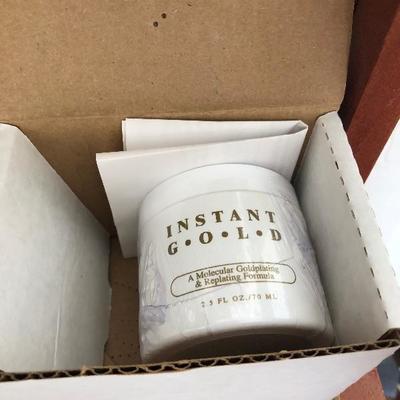 INSTANT
G•O•L•D
A Molecular Goldplating
& Replating Formula
2.5 FL OZ./70 ML